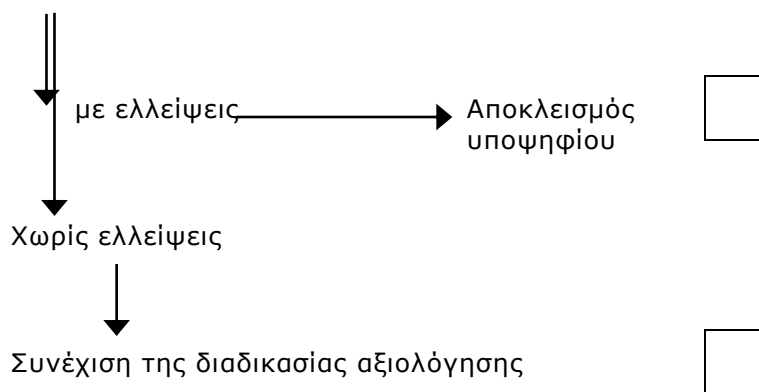 με ελλείψεις
Αποκλεισμός
υποψηφίου
Χωρίς ελλείψεις
Συνέχιση της διαδικασίας αξιολόγησης